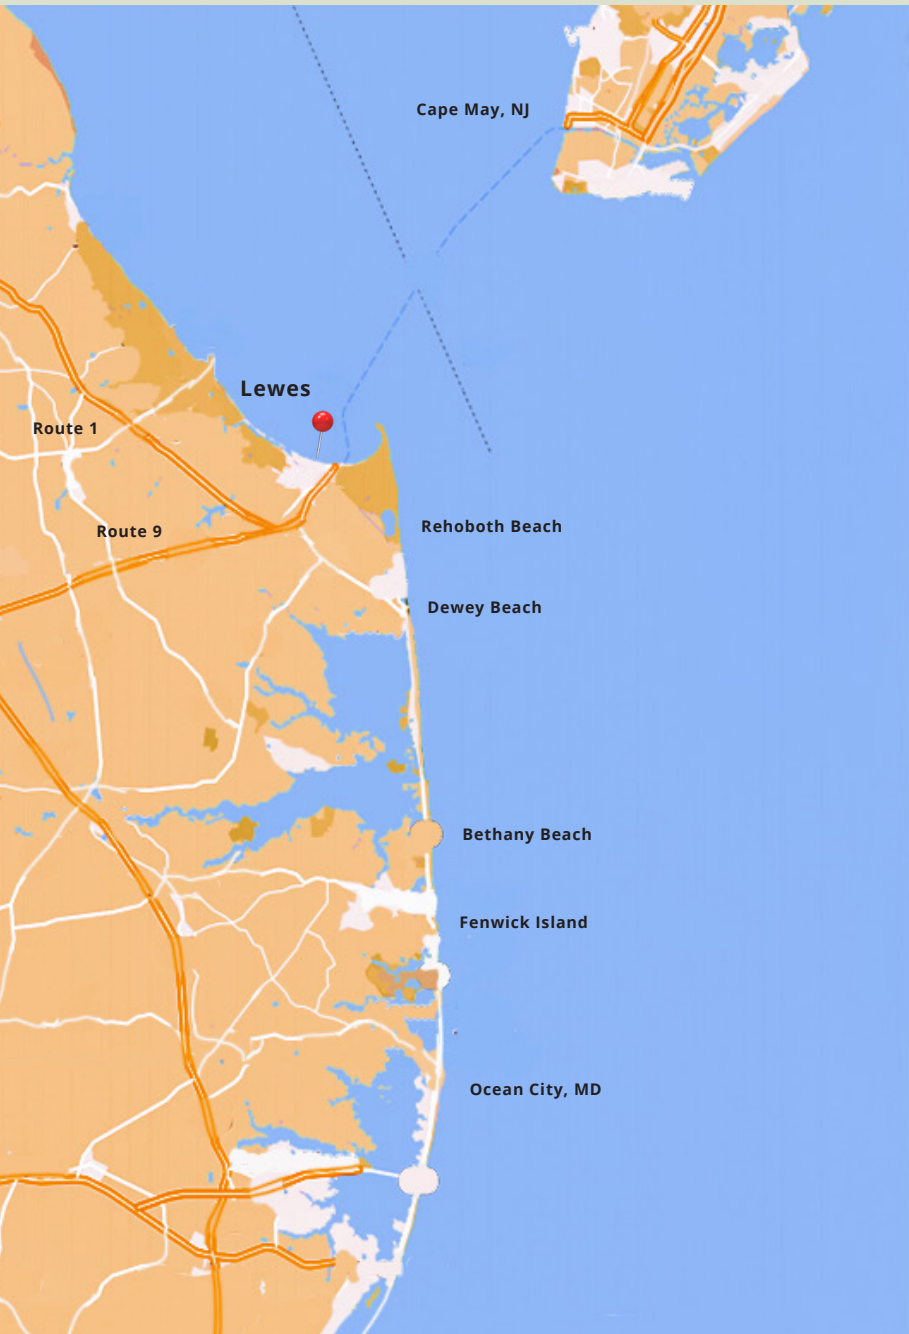 Cape May, NJ
Lewes
Route 1
Rehoboth Beach
Route 9
Dewey Beach
Bethany Beach
Fenwick Island
Ocean City, MD